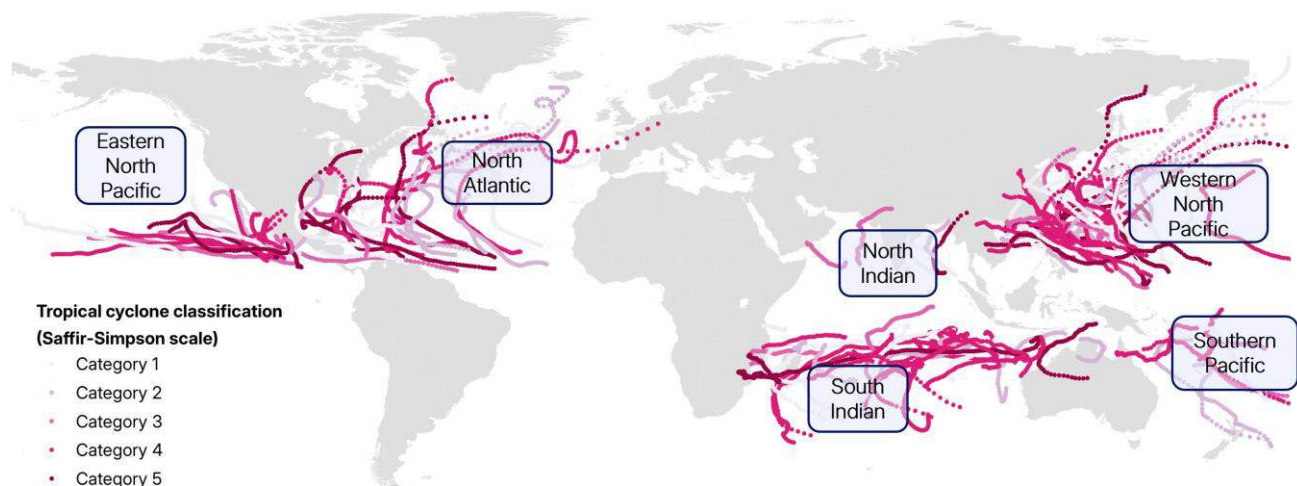 Eastern
North
Pacific
North
Atlantic
Western
North
Pacific
North
Indian
Southern
Pacific
South
Indian
Tropical cyclone classification
(Saffir-Simpson scale)
Category 1
Category 2
Category 3
Category 4
Category 5